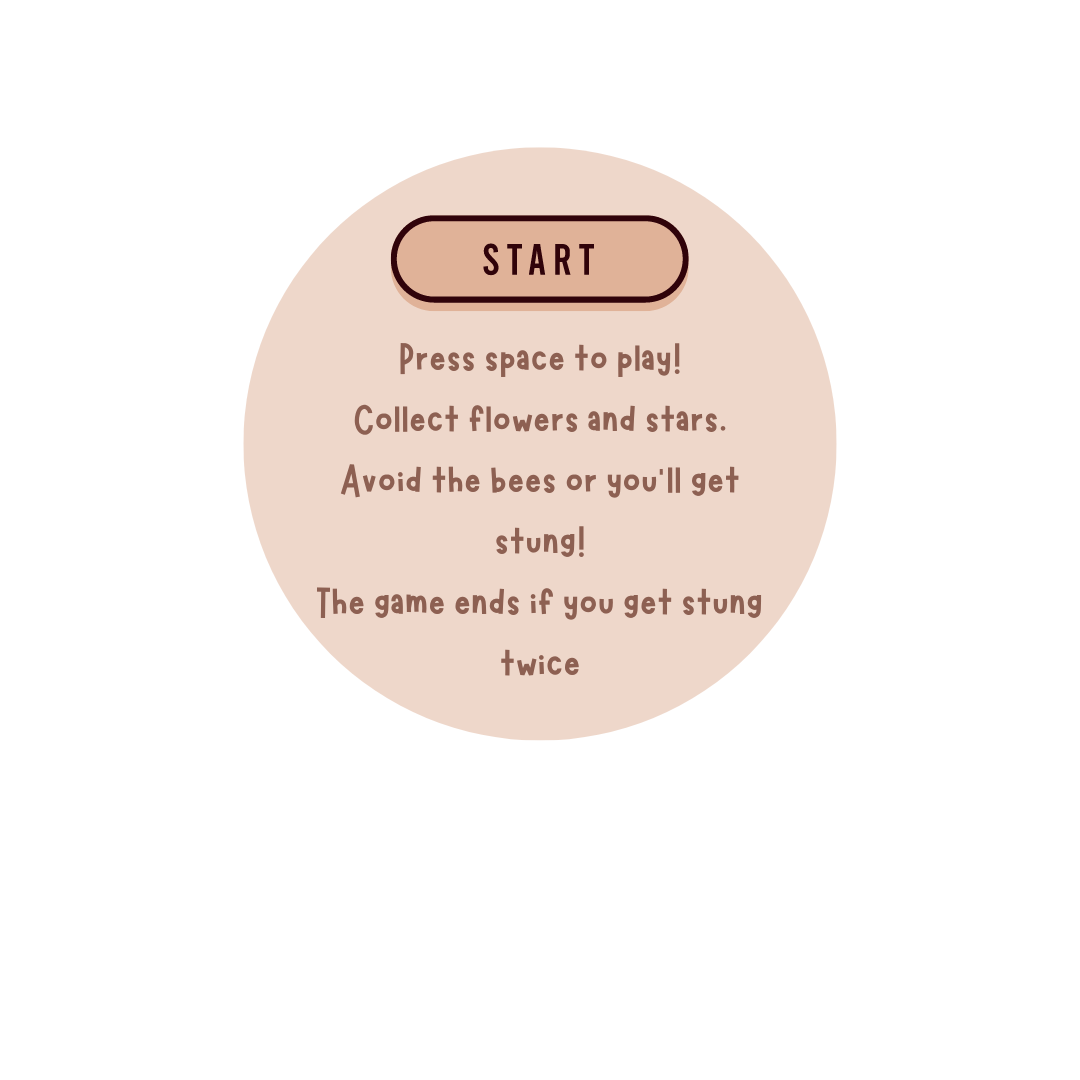 START
Press space to play!
Collect flowers and stars.
Avoid the bees or you'll get
stung!
The game ends if you get stung
twice